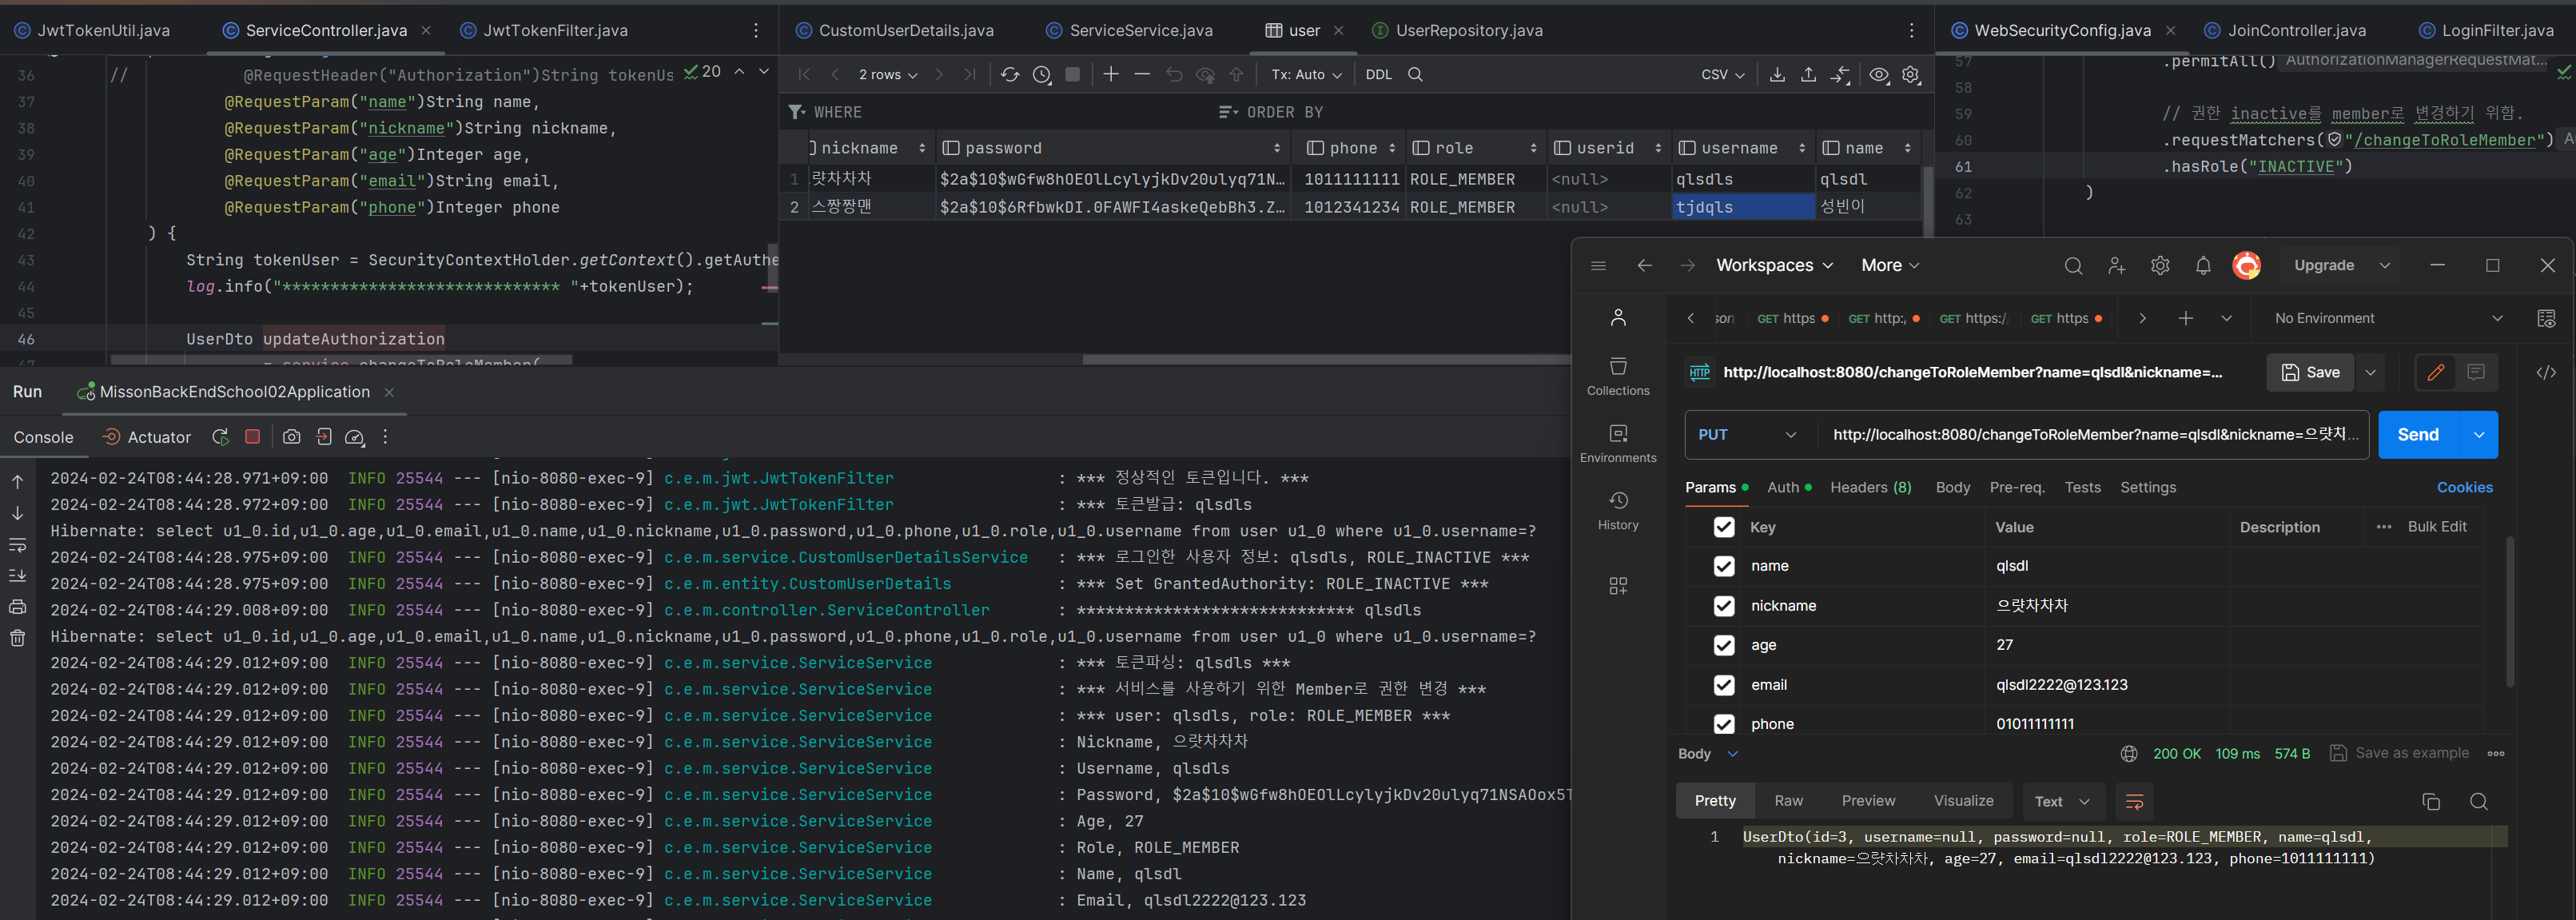 JwtTokenUtil.java
ServiceController.java
JwtTokenFilter.java
CustomUserDetails.java
ServiceService.java
user
UserRepository.java
WebSecurityConfig.java
JoinController.java
LoginFilter.java
36 // @RequestHeader("Authorization")String tokenUs
20
37 @RequestParam("name")String name,
38 @RequestParam("nickname")String nickname,
39 @RequestParam("age")Integer age,
40 @RequestParam("email")String email,
41 @RequestParam("phone")Integer phone
42 ) {
43 String tokenUser = SecurityContextHolder.getContext().getAuthe
44 log.info("***************************** "+tokenUser);
45
46 UserDto updateAuthorization
47 = service.changeToRoleMember(
2 rows
Tx: Auto
DDL
CSV
WHERE
ORDER BY
nickname password phone role userid username name
1 랏차차차 $2a$10$wGfw8hOEOlLcylyjkDv20ulyq71N... 1011111111 ROLE_MEMBER <null> qlsdls qlsdl
2 스짱짱맨 $2a$10$6RfbwkDI.0FAWFI4askeQebBh3.Z... 1012341234 ROLE_MEMBER <null> tjdqls 성빈이
57 .permitAll() AuthorizationManagerRequestMat...
58
59 // 권한 inactive를 member로 변경하기 위함.
60 .requestMatchers("/changeToRoleMember")
61 .hasRole("INACTIVE")
62 )
63
Run
MissonBackEndSchool02Application
Console
Actuator
2024-02-24T08:44:28.971+09:00 INFO 25544 --- [nio-8080-exec-9] c.e.m.jwt.JwtTokenFilter : *** 정상적인 토큰입니다. ***
2024-02-24T08:44:28.972+09:00 INFO 25544 --- [nio-8080-exec-9] c.e.m.jwt.JwtTokenFilter : *** 토큰발급: qlsdls
Hibernate: select u1_0.id,u1_0.age,u1_0.email,u1_0.name,u1_0.nickname,u1_0.password,u1_0.phone,u1_0.role,u1_0.username from user u1_0 where u1_0.username=?
2024-02-24T08:44:28.975+09:00 INFO 25544 --- [nio-8080-exec-9] c.e.m.service.CustomUserDetailsService : *** 로그인한 사용자 정보: qlsdls, ROLE_INACTIVE ***
2024-02-24T08:44:28.975+09:00 INFO 25544 --- [nio-8080-exec-9] c.e.m.entity.CustomUserDetails : *** Set GrantedAuthority: ROLE_INACTIVE ***
2024-02-24T08:44:29.008+09:00 INFO 25544 --- [nio-8080-exec-9] c.e.m.controller.ServiceController : ***************************** qlsdls
Hibernate: select u1_0.id,u1_0.age,u1_0.email,u1_0.name,u1_0.nickname,u1_0.password,u1_0.phone,u1_0.role,u1_0.username from user u1_0 where u1_0.username=?
2024-02-24T08:44:29.012+09:00 INFO 25544 --- [nio-8080-exec-9] c.e.m.service.ServiceService : *** 토큰파싱: qlsdls ***
2024-02-24T08:44:29.012+09:00 INFO 25544 --- [nio-8080-exec-9] c.e.m.service.ServiceService : *** 서비스를 사용하기 위한 Member로 권한 변경 ***
2024-02-24T08:44:29.012+09:00 INFO 25544 --- [nio-8080-exec-9] c.e.m.service.ServiceService : *** user: qlsdls, role: ROLE_MEMBER ***
2024-02-24T08:44:29.012+09:00 INFO 25544 --- [nio-8080-exec-9] c.e.m.service.ServiceService : Nickname, 으랏차차차
2024-02-24T08:44:29.012+09:00 INFO 25544 --- [nio-8080-exec-9] c.e.m.service.ServiceService : Username, qlsdls
2024-02-24T08:44:29.012+09:00 INFO 25544 --- [nio-8080-exec-9] c.e.m.service.ServiceService : Password, $2a$10$wGfw8hOEOlLcylyjkDv20ulyq71NSAOox5T
2024-02-24T08:44:29.012+09:00 INFO 25544 --- [nio-8080-exec-9] c.e.m.service.ServiceService : Age, 27
2024-02-24T08:44:29.012+09:00 INFO 25544 --- [nio-8080-exec-9] c.e.m.service.ServiceService : Role, ROLE_MEMBER
2024-02-24T08:44:29.012+09:00 INFO 25544 --- [nio-8080-exec-9] c.e.m.service.ServiceService : Name, qlsdl
2024-02-24T08:44:29.012+09:00 INFO 25544 --- [nio-8080-exec-9] c.e.m.service.ServiceService : Email, qlsdl2222@123.123
Workspaces
More
Upgrade
GET https
GET http:/
GET https:/
GET https
No Environment
Collections
Environments
History
HTTP http://localhost:8080/changeToRoleMember?name=qlsdl&nickname=...
Save
PUT
http://localhost:8080/changeToRoleMember?name=qlsdl&nickname=으랏차...
Send
Params Auth Headers (8) Body Pre-req. Tests Settings Cookies
Key Value Description Bulk Edit
name qlsdl
nickname 으랏차차차
age 27
email qlsdl2222@123.123
phone 01011111111
Body 200 OK 109 ms 574 B Save as example
Pretty Raw Preview Visualize Text
1 UserDto(id=3, username=null, password=null, role=ROLE_MEMBER, name=qlsdl,
nickname=으랏차차차, age=27, email=qlsdl2222@123.123, phone=1011111111)